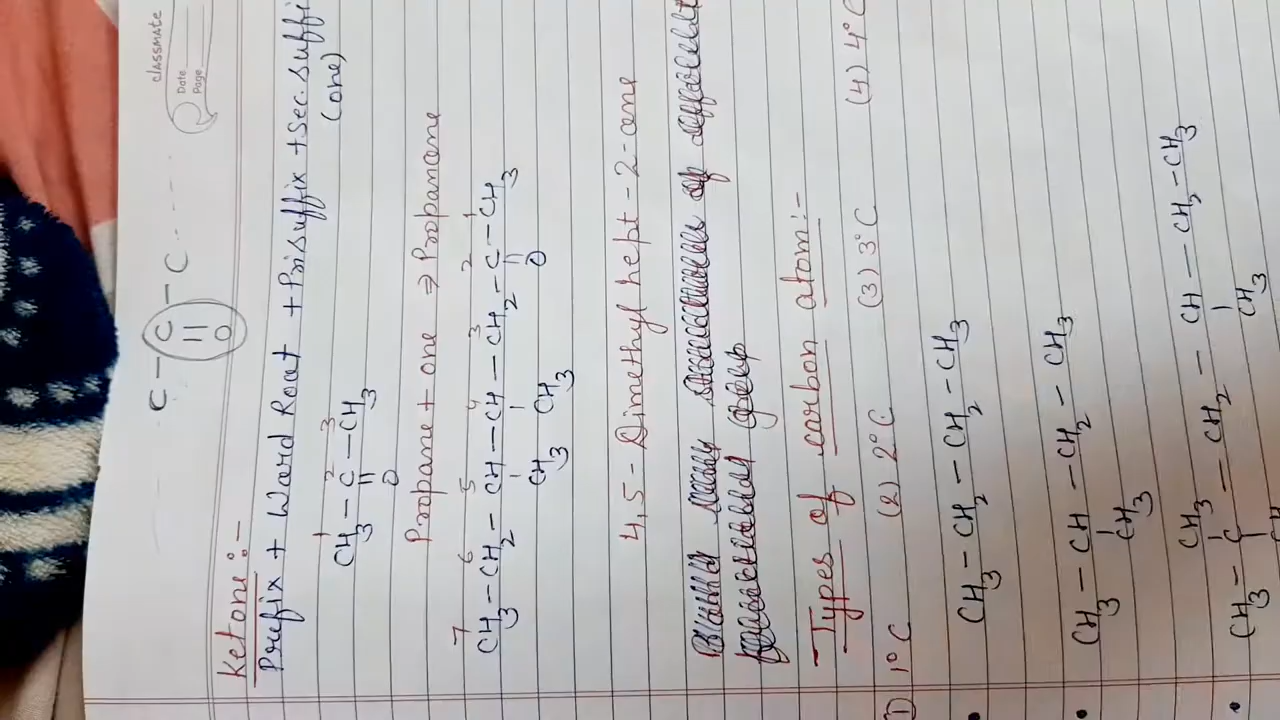 classmate
Date
Page
C – C – C
||
O
Ketone:-
Prefix + Word Root + Pri suffix + Sec. suffi
(one)
1 2 3
CH3 – C – CH3
||
O
Propane + one ⇒ Propanone
7 6 5 4 3 2 1
CH3 – CH2 – CH – CH – CH2 – C – CH3
| | ||
CH3 CH3 O
4,5-Dimethyl hept-2-one
Types of carbon atom:-
(1) 1°C (2) 2°C (3) 3°C (4) 4°C
• CH3 – CH2 – CH2 – CH3
• CH3 – CH – CH2 – CH3
|
CH3
CH3
|
• CH3 – C = CH2 – CH – CH2 – CH3
| |
CH CH3